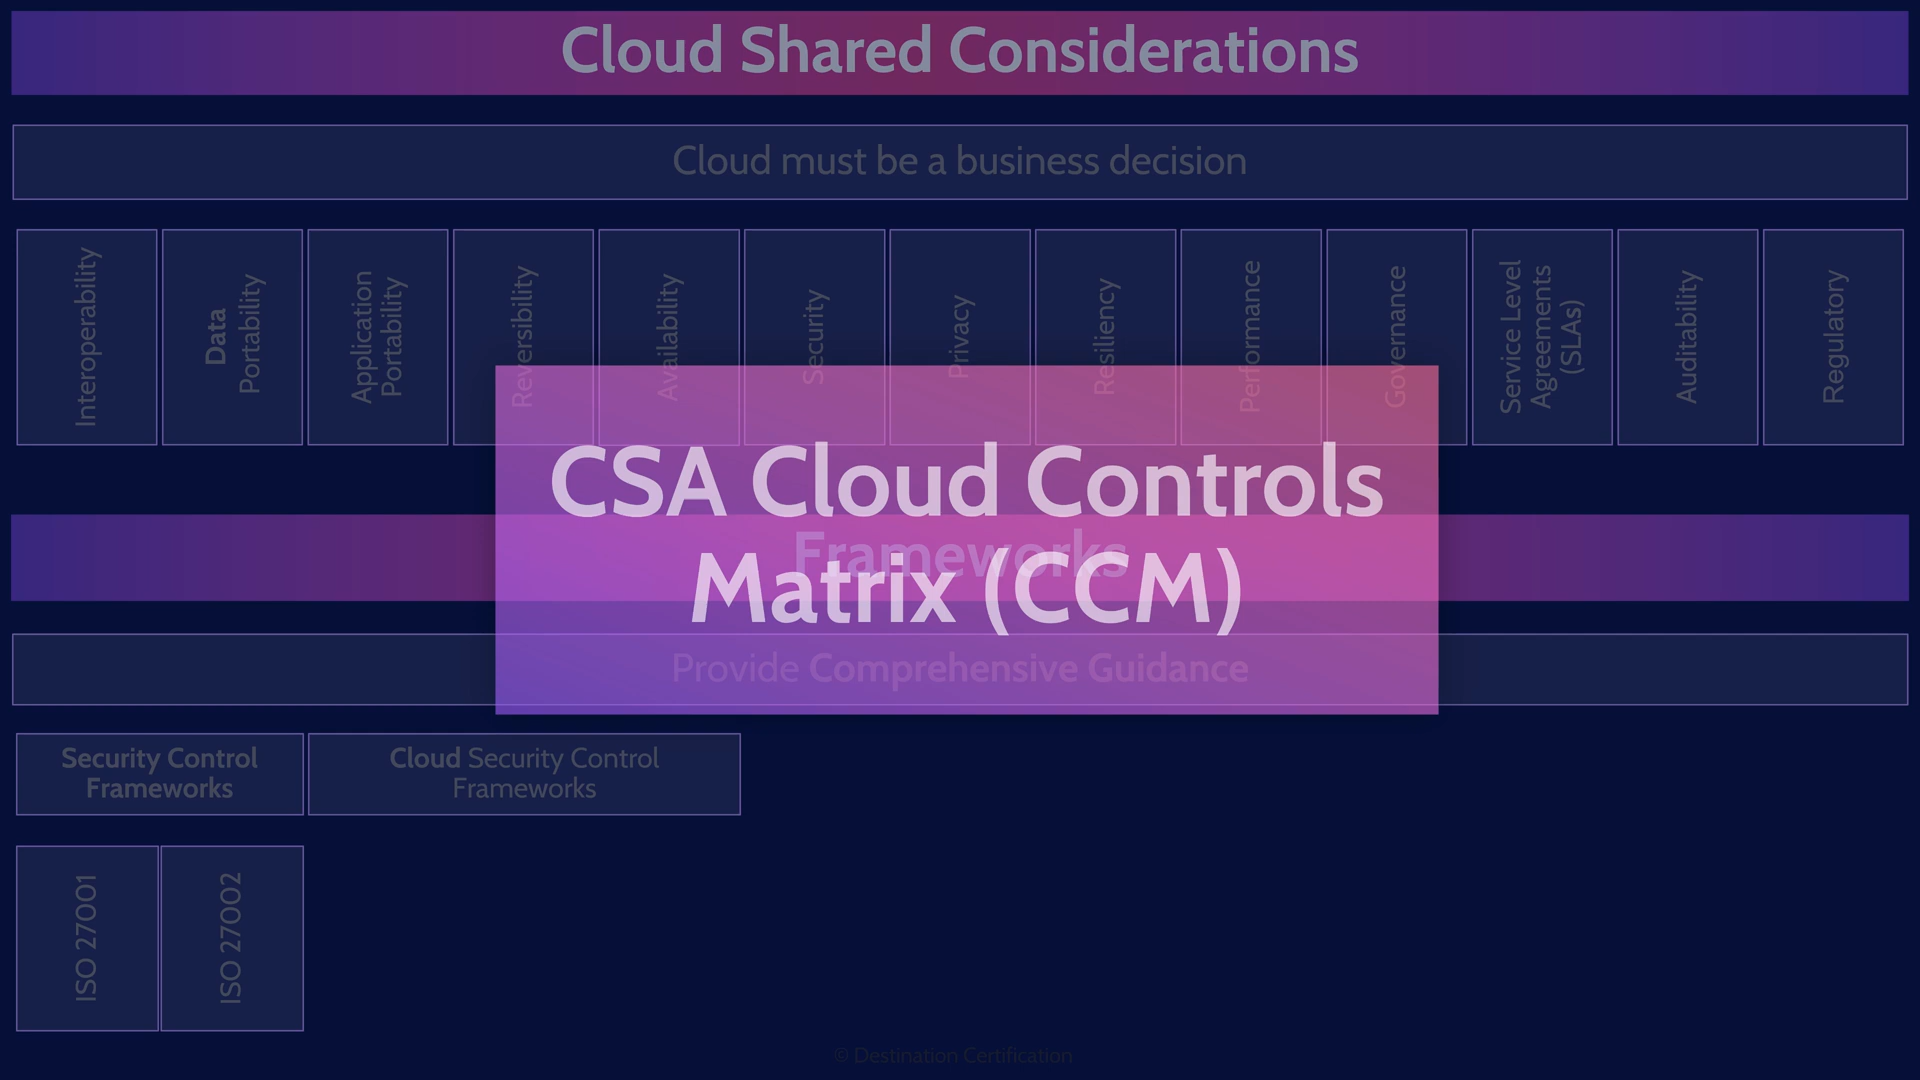 Cloud Shared Considerations
Cloud must be a business decision
Interoperability
Data
Portability
Application
Portability
Reversibility
Availability
Security
Privacy
Resiliency
Performance
Governance
Service Level
Agreements
(SLAs)
Auditability
Regulatory
CSA Cloud Controls
Matrix (CCM)
Frameworks
Provide Comprehensive Guidance
Security Control
Frameworks
Cloud Security Control
Frameworks
ISO 27001
ISO 27002
© Destination Certification